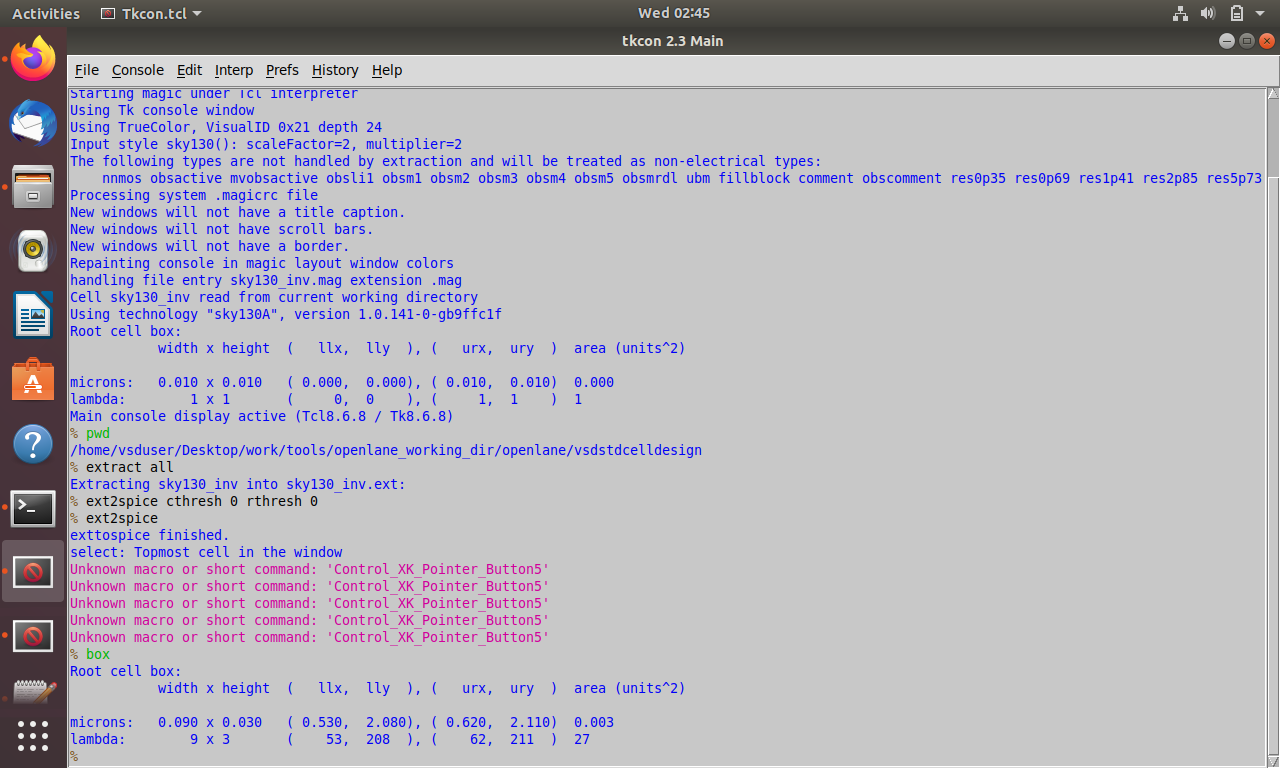 Activities Tkcon.tcl Wed 02:45
tkcon 2.3 Main
File Console Edit Interp Prefs History Help
Starting magic under Tcl interpreter
Using Tk console window
Using TrueColor, VisualID 0x21 depth 24
Input style sky130(): scaleFactor=2, multiplier=2
The following types are not handled by extraction and will be treated as non-electrical types:
    nnmos obsactive mvobsactive obsli1 obsm1 obsm2 obsm3 obsm4 obsm5 obsmrdl ubm fillblock comment obscomment res0p35 res0p69 res1p41 res2p85 res5p73
Processing system .magicrc file
New windows will not have a title caption.
New windows will not have scroll bars.
New windows will not have a border.
Repainting console in magic layout window colors
handling file entry sky130_inv.mag extension .mag
Cell sky130_inv read from current working directory
Using technology "sky130A", version 1.0.141-0-gb9ffc1f
Root cell box:
           width x height  (   llx,  lly  ), (   urx,  ury  )  area (units^2)
microns:   0.010 x 0.010   ( 0.000,  0.000), ( 0.010,  0.010)  0.000
lambda:        1 x 1       (     0,  0    ), (     1,  1    )  1
Main console display active (Tcl8.6.8 / Tk8.6.8)
% pwd
/home/vsduser/Desktop/work/tools/openlane_working_dir/openlane/vsdstdcelldesign
% extract all
Extracting sky130_inv into sky130_inv.ext:
% ext2spice cthresh 0 rthresh 0
% ext2spice
exttospice finished.
select: Topmost cell in the window
Unknown macro or short command: 'Control_XK_Pointer_Button5'
Unknown macro or short command: 'Control_XK_Pointer_Button5'
Unknown macro or short command: 'Control_XK_Pointer_Button5'
Unknown macro or short command: 'Control_XK_Pointer_Button5'
Unknown macro or short command: 'Control_XK_Pointer_Button5'
% box
Root cell box:
           width x height  (   llx,  lly  ), (   urx,  ury  )  area (units^2)
microns:   0.090 x 0.030   ( 0.530,  2.080), ( 0.620,  2.110)  0.003
lambda:        9 x 3       (    53,  208  ), (    62,  211  )  27
%